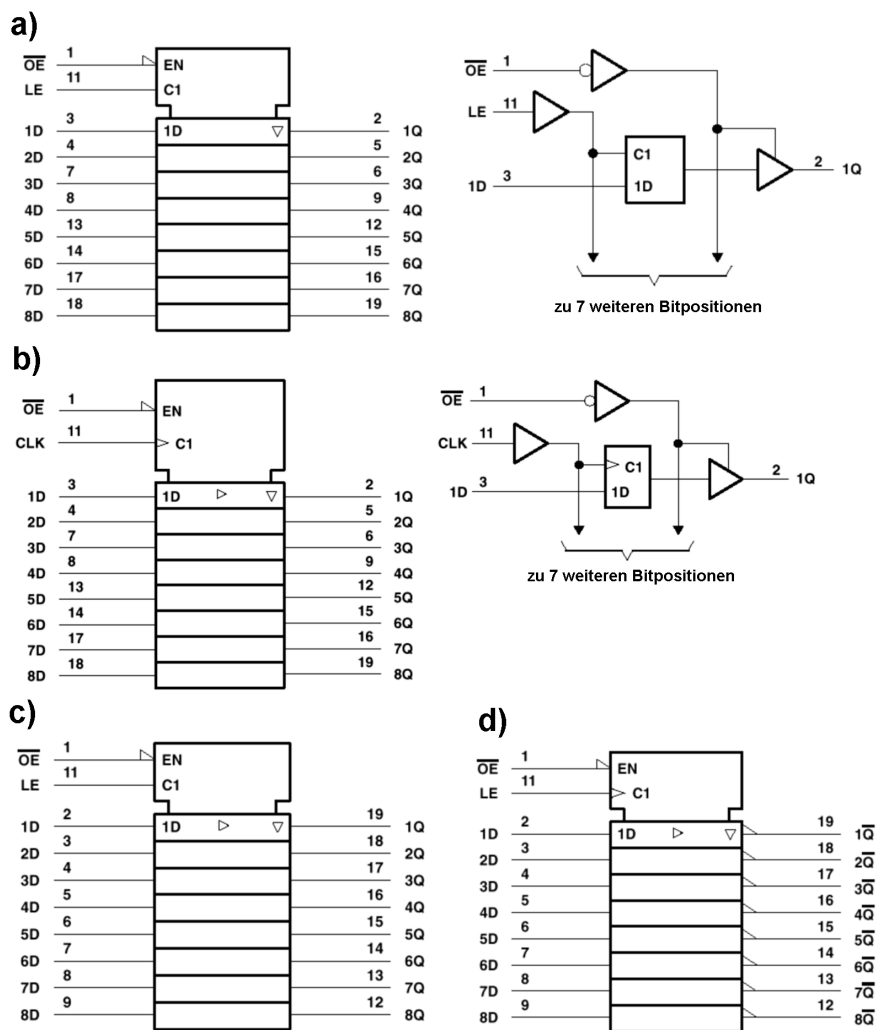 a)
1
O̅E̅ EN
11
LE C1
3 2
1D 1D ▽ 1Q
4 5
2D 2Q
7 6
3D 3Q
8 9
4D 4Q
13 12
5D 5Q
14 15
6D 6Q
17 16
7D 7Q
18 19
8D 8Q
1
O̅E̅
11
LE
C1
3 2
1D 1D 1Q
zu 7 weiteren Bitpositionen
b)
1
O̅E̅ EN
11
CLK C1
3 2
1D 1D ▷ ▽ 1Q
4 5
2D 2Q
7 6
3D 3Q
8 9
4D 4Q
13 12
5D 5Q
14 15
6D 6Q
17 16
7D 7Q
18 19
8D 8Q
1
O̅E̅
11
CLK
C1
3 2
1D 1D 1Q
zu 7 weiteren Bitpositionen
c)
1
O̅E̅ EN
11
LE C1
2 19
1D 1D ▷ ▽ 1Q
3 18
2D 2Q
4 17
3D 3Q
5 16
4D 4Q
6 15
5D 5Q
7 14
6D 6Q
8 13
7D 7Q
9 12
8D 8Q
d)
1
O̅E̅ EN
11
LE C1
2 19
1D 1D ▷ ▽ 1Q̅
3 18
2D 2Q̅
4 17
3D 3Q̅
5 16
4D 4Q̅
6 15
5D 5Q̅
7 14
6D 6Q̅
8 13
7D 7Q̅
9 12
8D 8Q̅